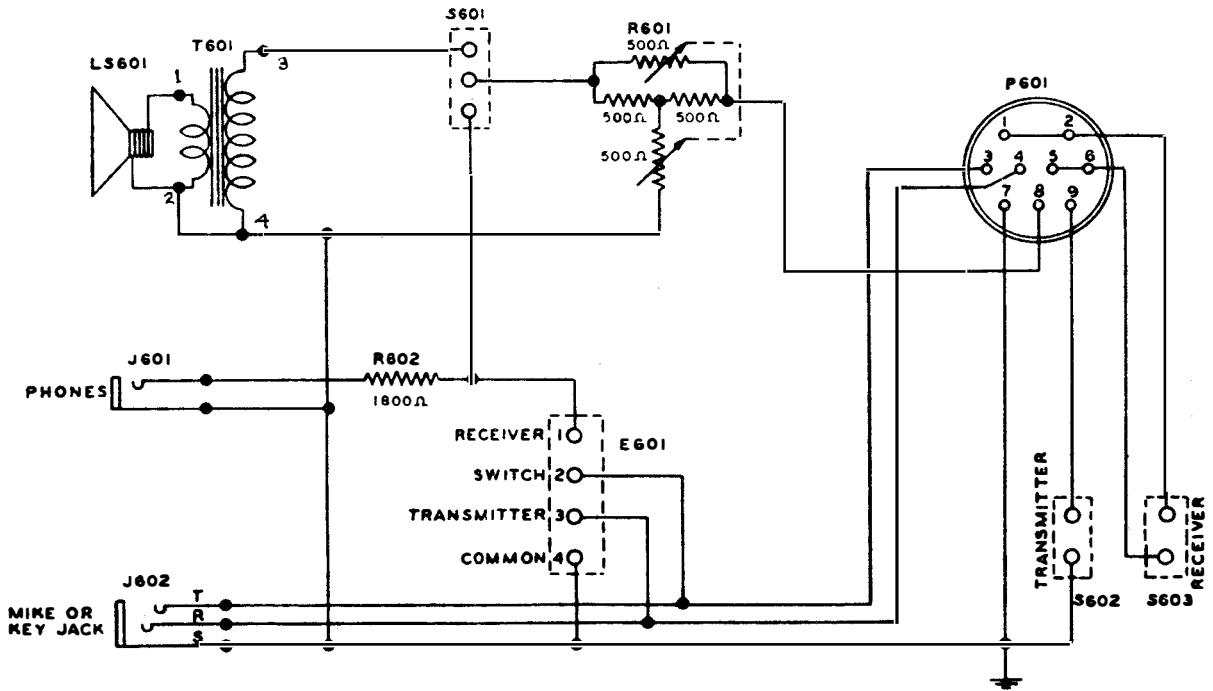 S601
R601
500Ω
T601
3
LS601
1
P601
1 2
500Ω 500Ω
500Ω
3 4 5 6
2
7 8 9
4
J601
R602
PHONES
1800Ω
RECEIVER 1
E601
SWITCH 2
TRANSMITTER 3
COMMON 4
TRANSMITTER
RECEIVER
J602
T
S602 S603
MIKE OR
KEY JACK
R
S